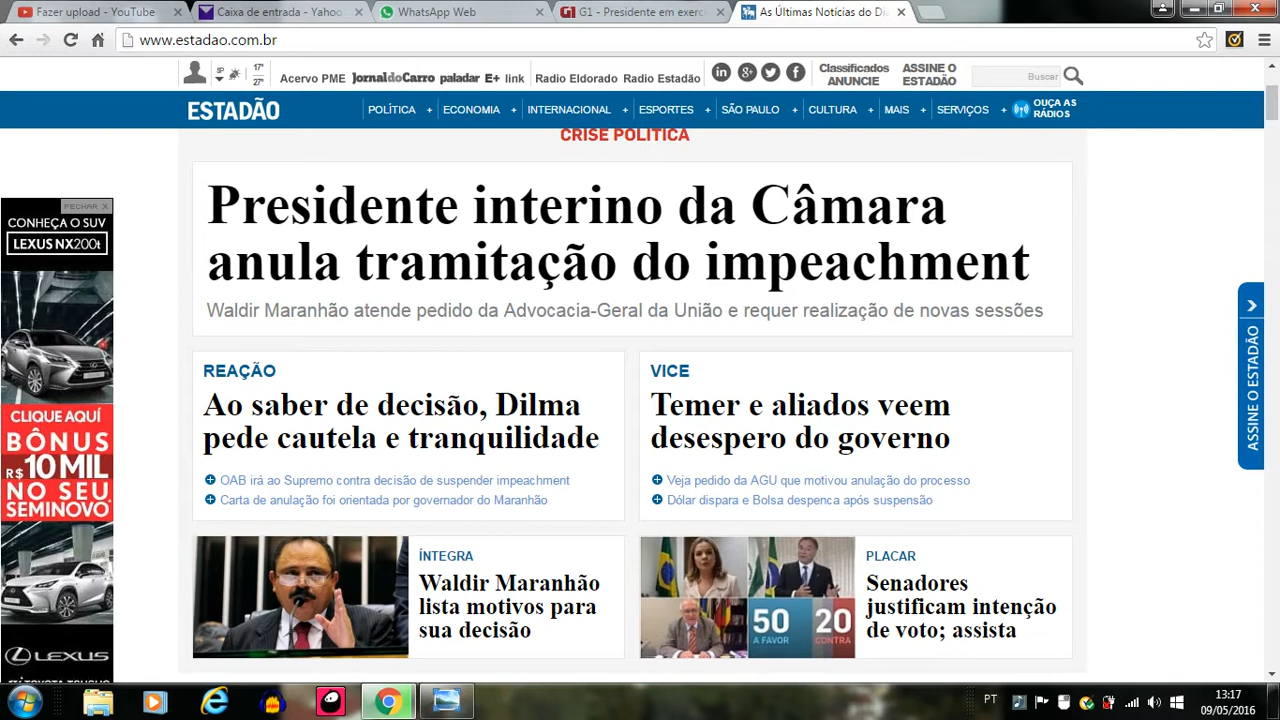 Fazer upload - YouTube
Caixa de entrada - Yahoo
WhatsApp Web
G1 - Presidente em exerc
As Últimas Notícias do Di
www.estadao.com.br
SP
17°
27°
Acervo PME
Jornal do Carro
paladar
E+
link
Radio Eldorado
Radio Estadão
Classificados
ANUNCIE
ASSINE O
ESTADÃO
Buscar
ESTADÃO
POLÍTICA +
ECONOMIA +
INTERNACIONAL +
ESPORTES +
SÃO PAULO +
CULTURA +
MAIS +
SERVIÇOS +
OUÇA AS
RÁDIOS
CRISE POLÍTICA
Presidente interino da Câmara
anula tramitação do impeachment
Waldir Maranhão atende pedido da Advocacia-Geral da União e requer realização de novas sessões
REAÇÃO
Ao saber de decisão, Dilma
pede cautela e tranquilidade
OAB irá ao Supremo contra decisão de suspender impeachment
Carta de anulação foi orientada por governador do Maranhão
VICE
Temer e aliados veem
desespero do governo
Veja pedido da AGU que motivou anulação do processo
Dólar dispara e Bolsa despenca após suspensão
ÍNTEGRA
Waldir Maranhão
lista motivos para
sua decisão
50
A FAVOR
20
CONTRA
PLACAR
Senadores
justificam intenção
de voto; assista
FECHAR X
CONHEÇA O SUV
LEXUS NX200t
CLIQUE AQUI
BÔNUS
R$ 10 MIL
NO SEU
SEMINOVO
LEXUS
ASSINE O ESTADÃO
PT
13:17
09/05/2016